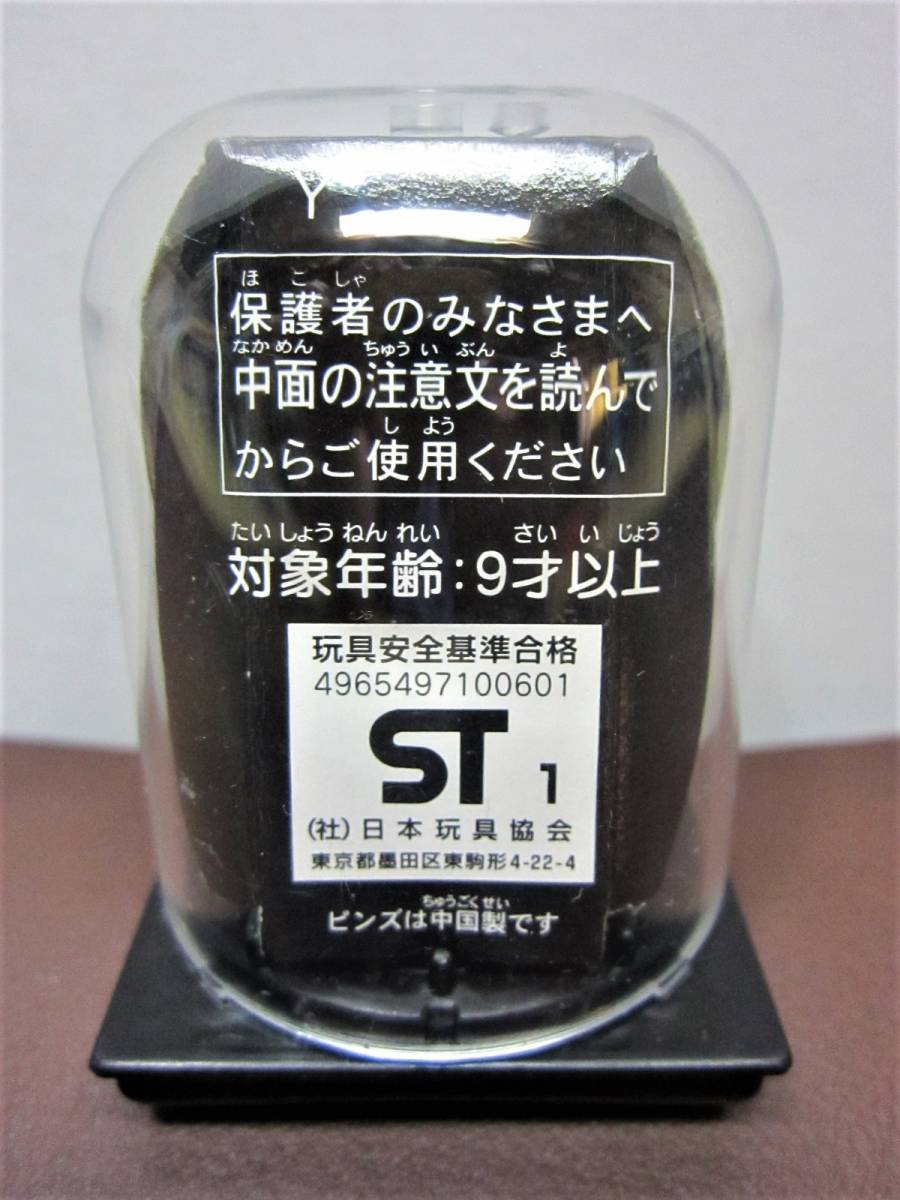 Y
ほごしゃ
保護者のみなさまへ
なかめん ちゅういぶん よ
中面の注意文を読んで
しよう
からご使用ください
たいしょうねんれい さいいじょう
対象年齢:9才以上
玩具安全基準合格
4965497100601
ST 1
(社)日本玩具協会
東京都墨田区東駒形4-22-4
ちゅうごくせい
ピンズは中国製です